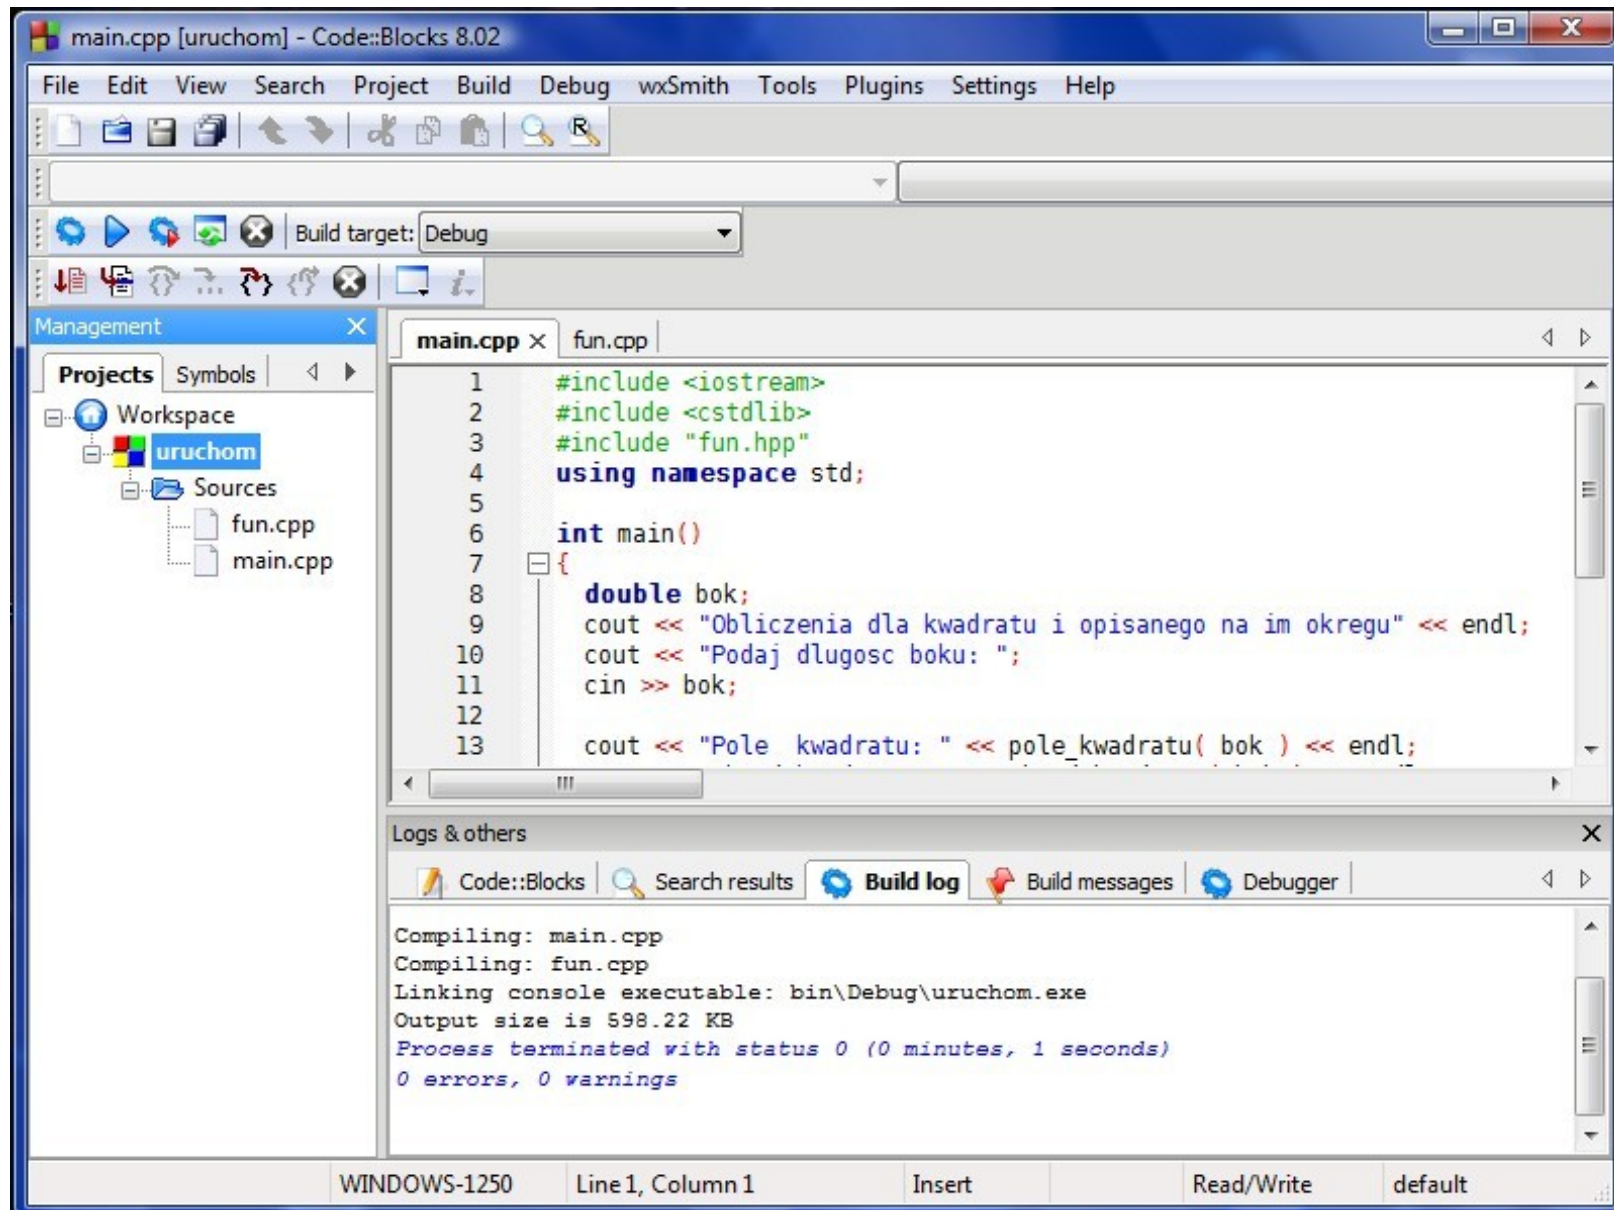 main.cpp [uruchom] - Code::Blocks 8.02
File Edit View Search Project Build Debug wxSmith Tools Plugins Settings Help
Build target: Debug
Management
Projects Symbols
Workspace
uruchom
Sources
fun.cpp
main.cpp
main.cpp fun.cpp
1 #include <iostream>
2 #include <cstdlib>
3 #include "fun.hpp"
4 using namespace std;
5
6 int main()
7 {
8 double bok;
9 cout << "Obliczenia dla kwadratu i opisanego na im okregu" << endl;
10 cout << "Podaj dlugosc boku: ";
11 cin >> bok;
12
13 cout << "Pole  kwadratu: " << pole_kwadratu( bok ) << endl;
Logs & others
Code::Blocks Search results Build log Build messages Debugger
Compiling: main.cpp
Compiling: fun.cpp
Linking console executable: bin\Debug\uruchom.exe
Output size is 598.22 KB
Process terminated with status 0 (0 minutes, 1 seconds)
0 errors, 0 warnings
WINDOWS-1250 Line 1, Column 1 Insert Read/Write default